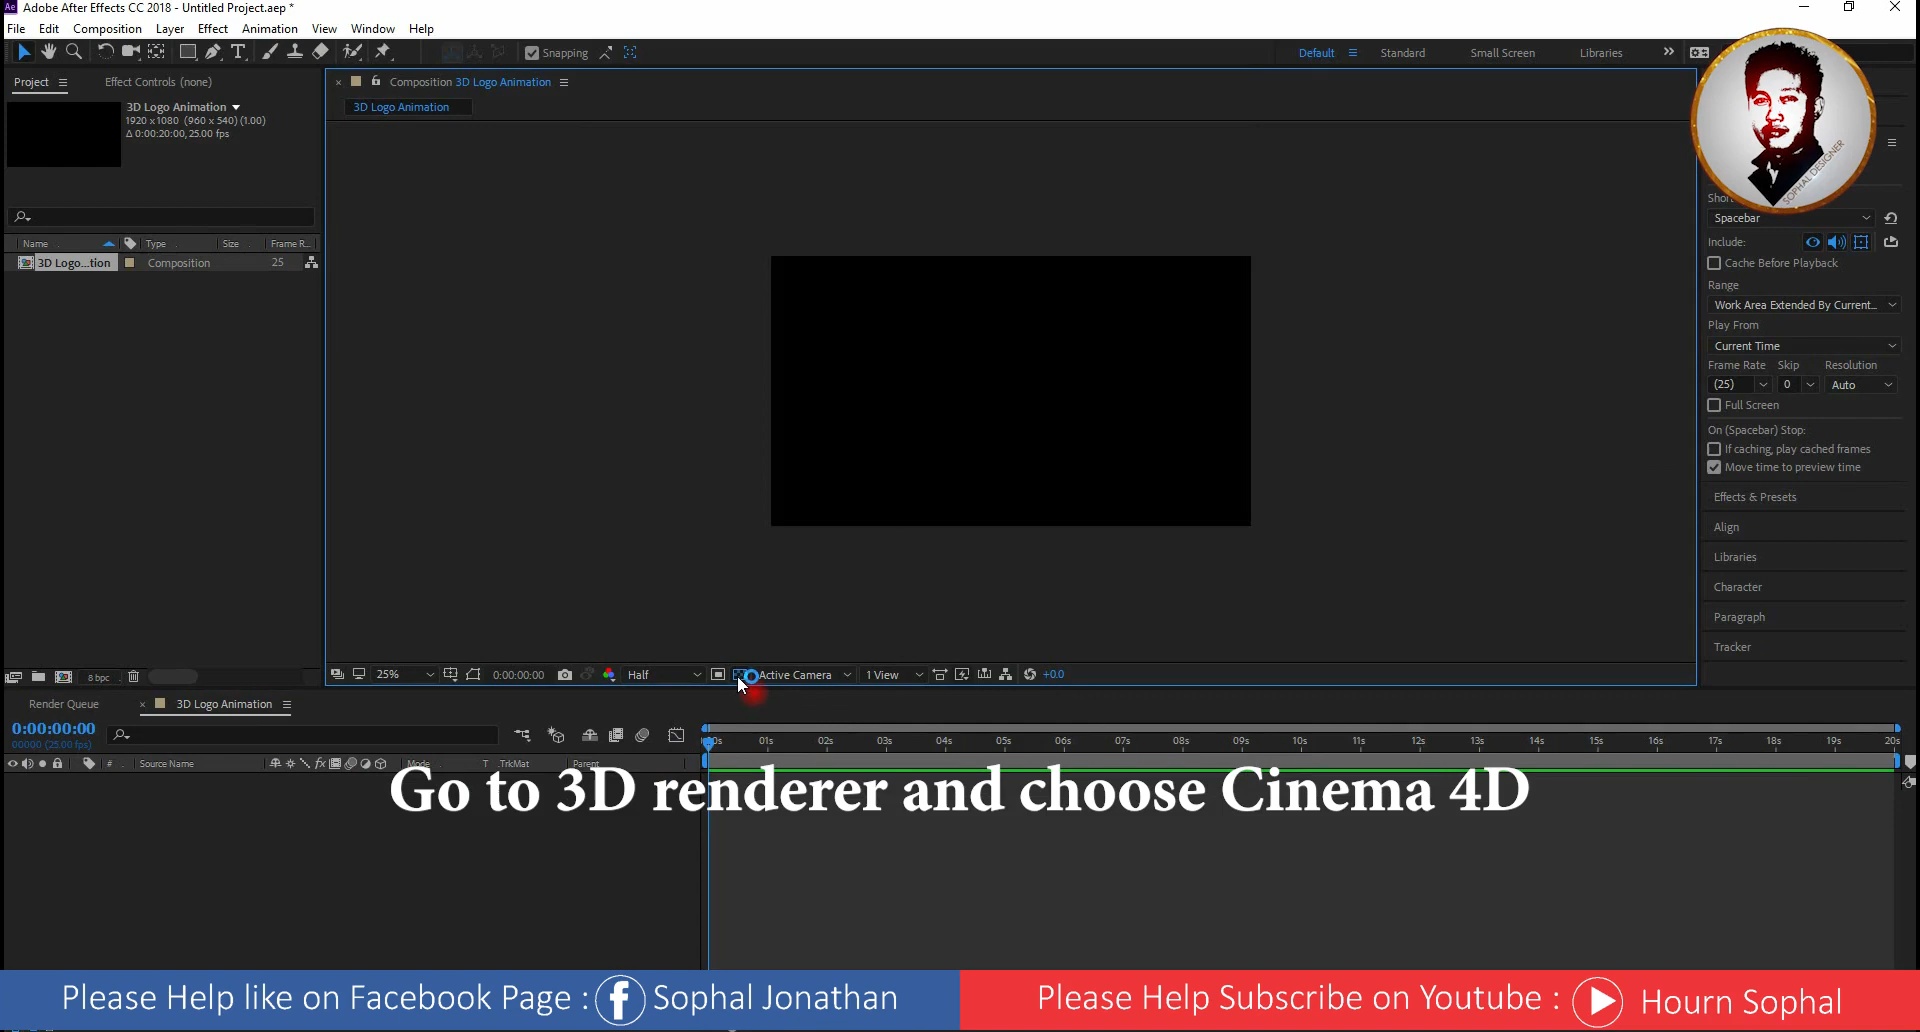 Adobe After Effects CC 2018 - Untitled Project.aep *
File Edit Composition Layer Effect Animation View Window Help
Snapping Default Standard Small Screen Libraries
Project Effect Controls (none)
Composition 3D Logo Animation
3D Logo Animation
3D Logo Animation
1920 x 1080 (960 x 540) (1.00)
Δ 0:00:20:00, 25.00 fps
SOPHAL DESIGNER
Short
Spacebar
Include:
Cache Before Playback
Range
Work Area Extended By Current...
Play From
Current Time
Frame Rate Skip Resolution
(25) 0 Auto
Full Screen
On (Spacebar) Stop:
If caching, play cached frames
Move time to preview time
Effects & Presets
Align
Libraries
Character
Paragraph
Tracker
Name Type Size Frame R...
3D Logo...tion Composition 25
8 bpc
25% 0:00:00:00 Half Active Camera 1 View +0.0
Render Queue 3D Logo Animation
0:00:00:00
00000 (25.00 fps)
00s 01s 02s 03s 04s 05s 06s 07s 08s 09s 10s 11s 12s 13s 14s 15s 16s 17s 18s 19s 20s
# Source Name Mode T .TrkMat Parent
Go to 3D renderer and choose Cinema 4D
Please Help like on Facebook Page : Sophal Jonathan
Please Help Subscribe on Youtube : Hourn Sophal